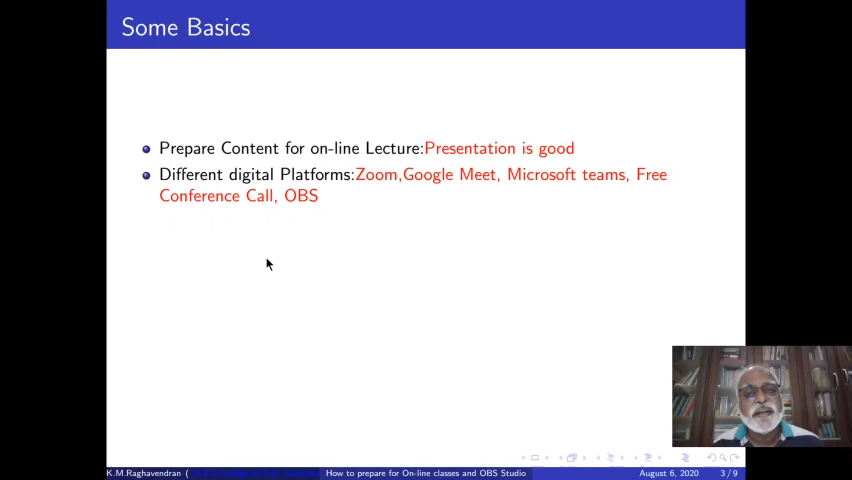 Some Basics
Prepare Content for on-line Lecture:Presentation is good
Different digital Platforms:Zoom,Google Meet, Microsoft teams, Free
Conference Call, OBS
K.M.Raghavendran ( How to prepare for On-line classes and OBS Studio August 6, 2020 3 / 9